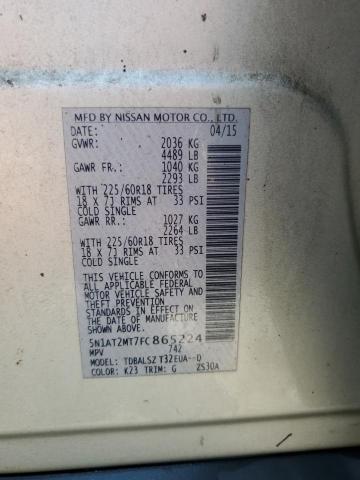 MFD BY NISSAN MOTOR CO., LTD.
DATE: 04/15
GVWR: 2036 KG
4489 LB
GAWR FR: 1040 KG
2293 LB
WITH 225/60R18 TIRES
18 X 7J RIMS AT 33 PSI
COLD SINGLE
GAWR RR: 1027 KG
2264 LB
WITH 225/60R18 TIRES
18 X 7J RIMS AT 33 PSI
COLD SINGLE
THIS VEHICLE CONFORMS TO
ALL APPLICABLE FEDERAL
MOTOR VEHICLE SAFETY
AND THEFT PREVENTION
STANDARDS IN EFFECT ON
THE DATE OF MANUFACTURE
SHOWN ABOVE.
5N1AT2MT7FC865224
MPV 742
MODEL: TDBALSZ T32EUA--D
COLOR: K23 TRIM: G ZS30A